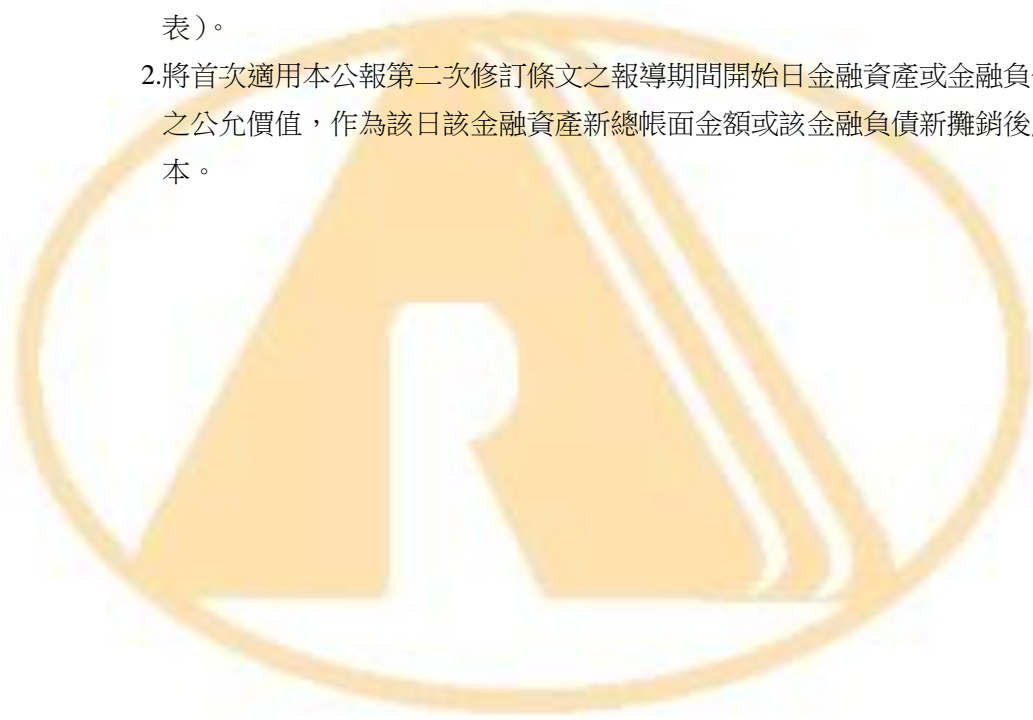 表)。
2.將首次適用本公報第二次修訂條文之報導期間開始日金融資產或金融負
之公允價值,作為該日該金融資產新總帳面金額或該金融負債新攤銷後
本。
R